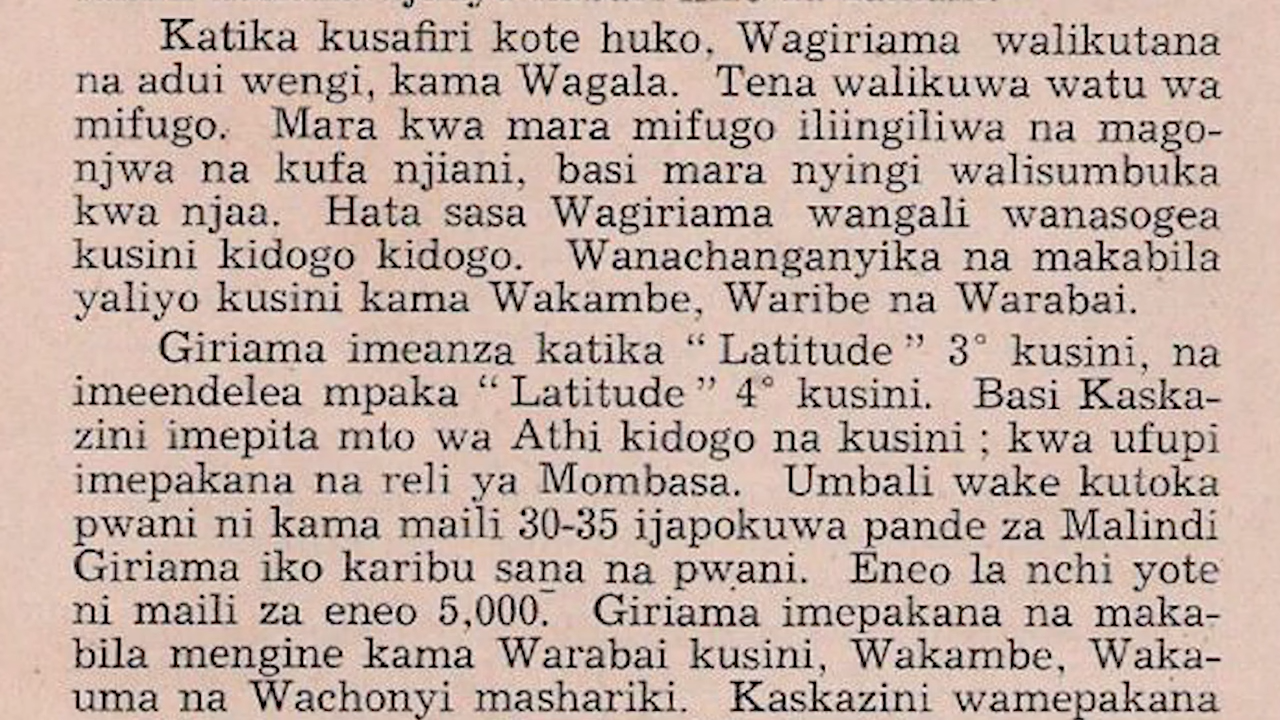 Katika kusafiri kote huko, Wagiriama walikutana
na adui wengi, kama Wagala. Tena walikuwa watu wa
mifugo. Mara kwa mara mifugo iliingiliwa na mago-
njwa na kufa njiani, basi mara nyingi walisumbuka
kwa njaa. Hata sasa Wagiriama wangali wanasogea
kusini kidogo kidogo. Wanachanganyika na makabila
yaliyo kusini kama Wakambe, Waribe na Warabai.
Giriama imeanza katika “Latitude” 3° kusini, na
imeendelea mpaka “Latitude” 4° kusini. Basi Kaska-
zini imepita mto wa Athi kidogo na kusini; kwa ufupi
imepakana na reli ya Mombasa. Umbali wake kutoka
pwani ni kama maili 30-35 ijapokuwa pande za Malindi
Giriama iko karibu sana na pwani. Eneo la nchi yote
ni maili za eneo 5,000. Giriama imepakana na maka-
bila mengine kama Warabai kusini, Wakambe, Waka-
uma na Wachonyi mashariki. Kaskazini wamepakana